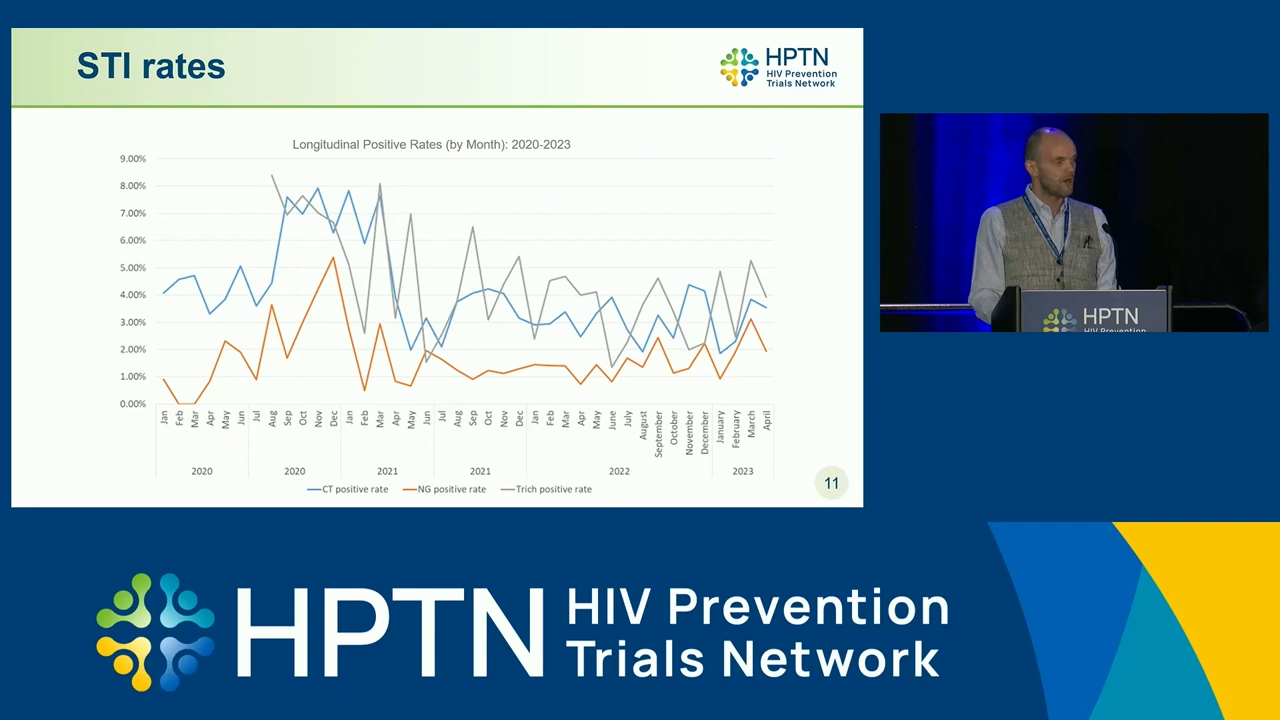 STI rates
HPTN
HIV Prevention
Trials Network
Longitudinal Positive Rates (by Month): 2020-2023
9.00%
8.00%
7.00%
6.00%
5.00%
4.00%
3.00%
2.00%
1.00%
0.00%
Jan Feb Mar Apr May Jun Jul Aug Sep Oct Nov Dec Jan Feb Mar Apr May Jun Jul Aug Sep Oct Nov Dec Jan Feb Mar Apr May June July August September October November December January February March April
2020 2020 2021 2021 2022 2023
CT positive rate NG positive rate Trich positive rate
11
HPTN
HIV Prevention
HPTN
HIV Prevention
Trials Network